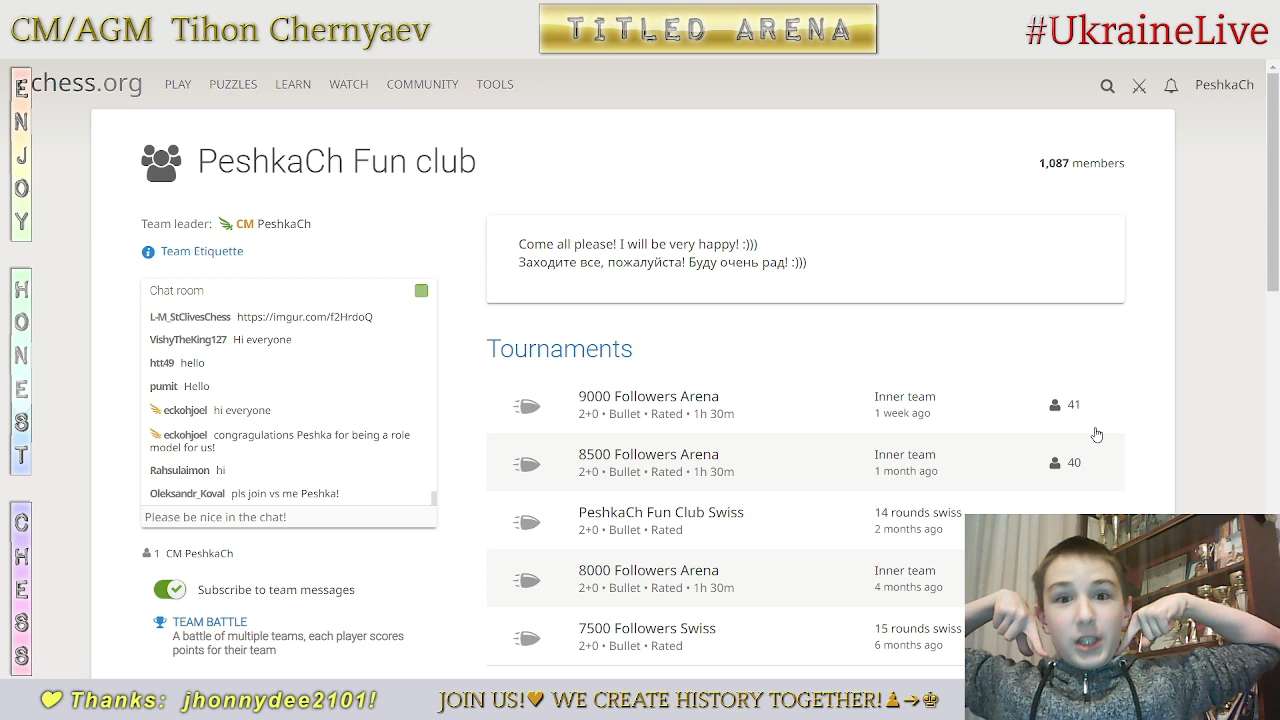 CM/AGM Tihon Chernyaev
TITLED ARENA
#UkraineLive
ENJOY
HONEST
CHESS
chess.org
PLAY PUZZLES LEARN WATCH COMMUNITY TOOLS
PeshkaCh
PeshkaCh Fun club
1,087 members
Team leader: CM PeshkaCh
Team Etiquette
Come all please! I will be very happy! :)))
Заходите все, пожалуйста! Буду очень рад! :)))
Chat room
L-M_StClivesChess https://imgur.com/f2HrdoQ
VishyTheKing127 Hi everyone
htt49 hello
pumit Hello
eckohjoel hi everyone
eckohjoel congragulations Peshka for being a role
model for us!
Rahsulaimon hi
Oleksandr_Koval pls join vs me Peshka!
Please be nice in the chat!
1 CM PeshkaCh
Subscribe to team messages
TEAM BATTLE
A battle of multiple teams, each player scores
points for their team
Tournaments
9000 Followers Arena Inner team
2+0 • Bullet • Rated • 1h 30m 1 week ago 41
8500 Followers Arena Inner team
2+0 • Bullet • Rated • 1h 30m 1 month ago 40
PeshkaCh Fun Club Swiss 14 rounds swiss
2+0 • Bullet • Rated 2 months ago
8000 Followers Arena Inner team
2+0 • Bullet • Rated • 1h 30m 4 months ago
7500 Followers Swiss 15 rounds swiss
2+0 • Bullet • Rated 6 months ago
Thanks: jhonnydee2101!
JOIN US!🧡 WE CREATE HISTORY TOGETHER!♟→♚